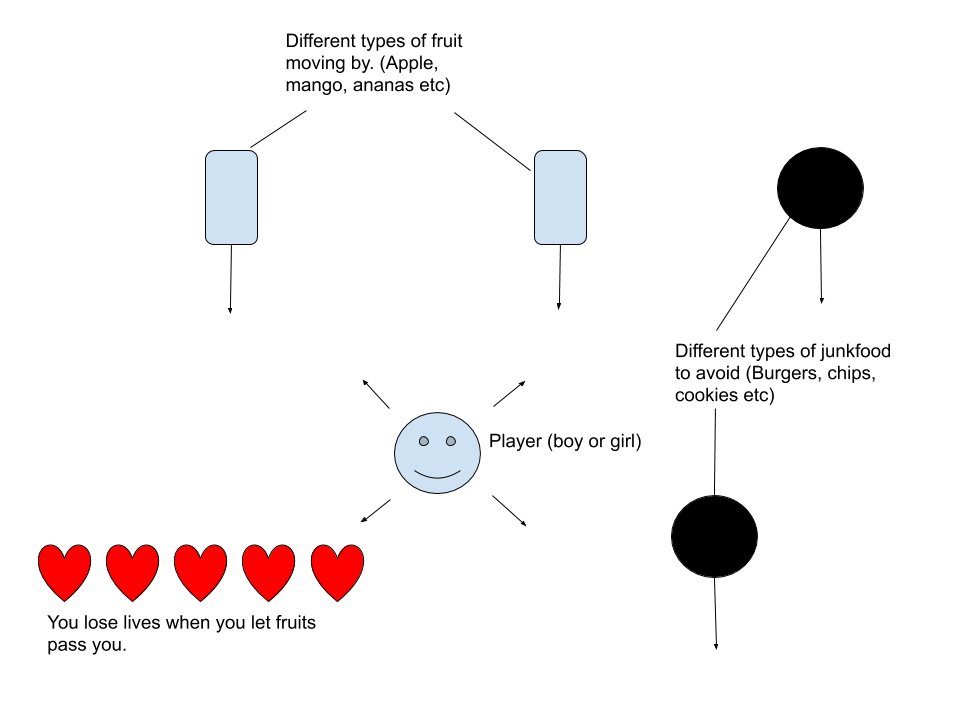 Different types of fruit
moving by. (Apple,
mango, ananas etc)
Different types of junkfood
to avoid (Burgers, chips,
cookies etc)
Player (boy or girl)
You lose lives when you let fruits
pass you.